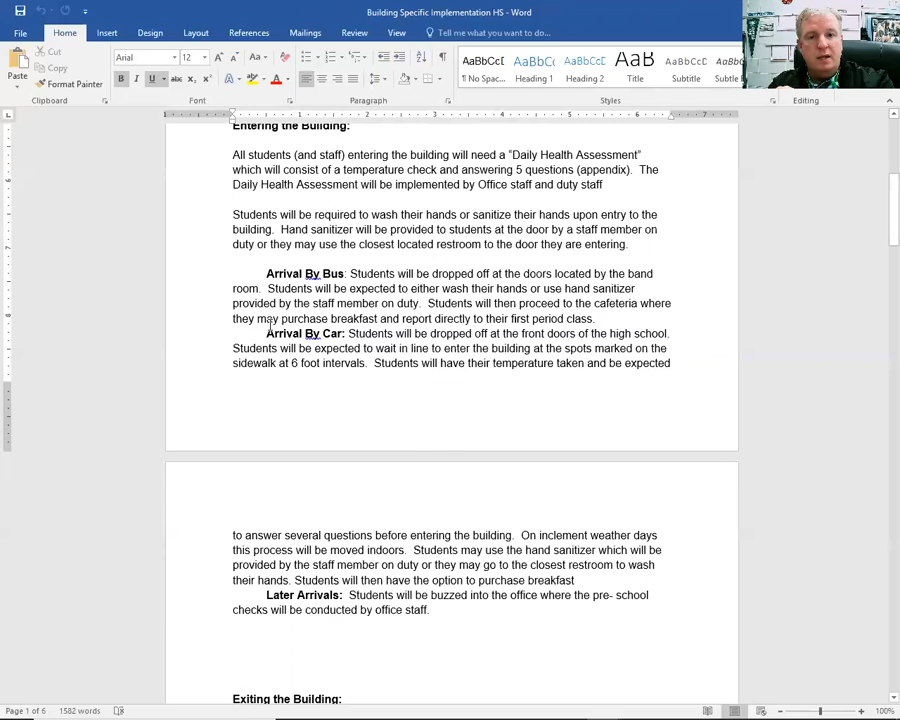 Building Specific Implementation HS - Word
File Home Insert Design Layout References Mailings Review View Tell me what you want to do...
Cut
Copy
Format Painter
Paste
Arial 12
Clipboard Font Paragraph Styles Editing
AaBbCcDc AaBbCc AaBbCcC AaB AaBbCcD AaBbCcD
¶ No Spac... Heading 1 Heading 2 Title Subtitle Subtle
Entering the Building:
All students (and staff) entering the building will need a "Daily Health Assessment"
which will consist of a temperature check and answering 5 questions (appendix). The
Daily Health Assessment will be implemented by Office staff and duty staff
Students will be required to wash their hands or sanitize their hands upon entry to the
building. Hand sanitizer will be provided to students at the door by a staff member on
duty or they may use the closest located restroom to the door they are entering.
Arrival By Bus: Students will be dropped off at the doors located by the band
room. Students will be expected to either wash their hands or use hand sanitizer
provided by the staff member on duty. Students will then proceed to the cafeteria where
they may purchase breakfast and report directly to their first period class.
Arrival By Car: Students will be dropped off at the front doors of the high school.
Students will be expected to wait in line to enter the building at the spots marked on the
sidewalk at 6 foot intervals. Students will have their temperature taken and be expected
to answer several questions before entering the building. On inclement weather days
this process will be moved indoors. Students may use the hand sanitizer which will be
provided by the staff member on duty or they may go to the closest restroom to wash
their hands. Students will then have the option to purchase breakfast
Later Arrivals: Students will be buzzed into the office where the pre- school
checks will be conducted by office staff.
Exiting the Building:
Page 1 of 6 1582 words 100%